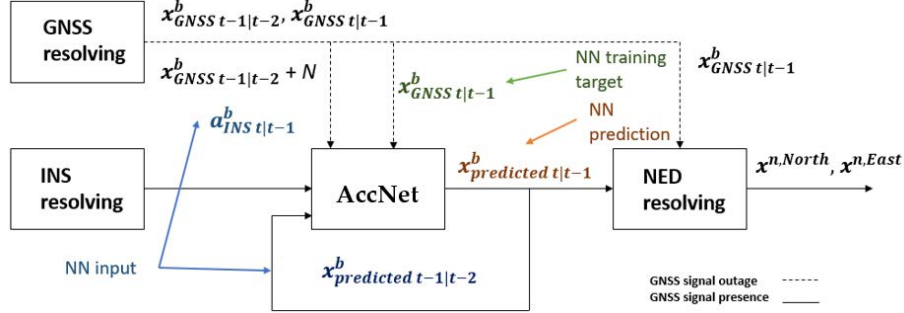 GNSS
resolving
x^b_{GNSS t-1|t-2}, x^b_{GNSS t|t-1}
x^b_{GNSS t-1|t-2} + N
x^b_{GNSS t|t-1}
NN training
target
x^b_{GNSS t|t-1}
a^b_{INS t|t-1}
NN
prediction
INS
resolving
AccNet
x^b_{predicted t|t-1}
NED
resolving
x^{n,North}, x^{n,East}
NN input
x^b_{predicted t-1|t-2}
GNSS signal outage
GNSS signal presence